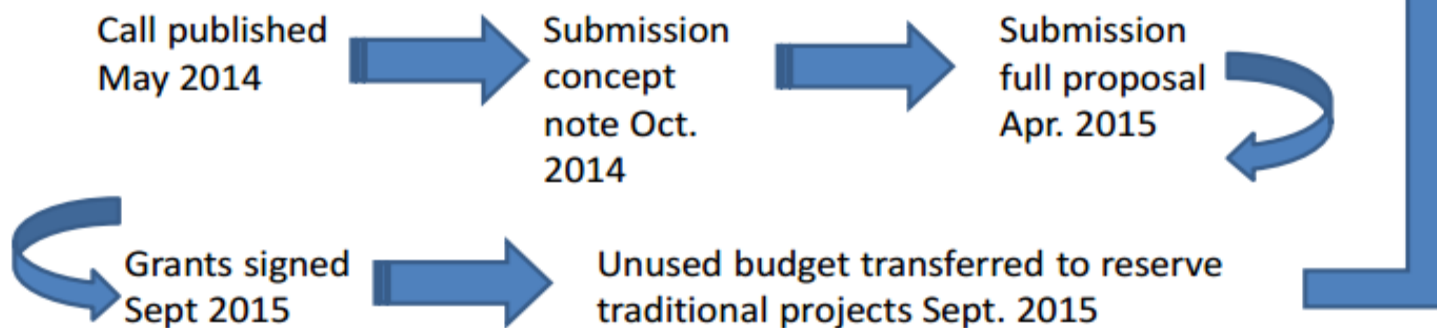 Call published
May 2014
Submission
concept
note Oct.
2014
Submission
full proposal
Apr. 2015
Grants signed
Sept 2015
Unused budget transferred to reserve
traditional projects Sept. 2015